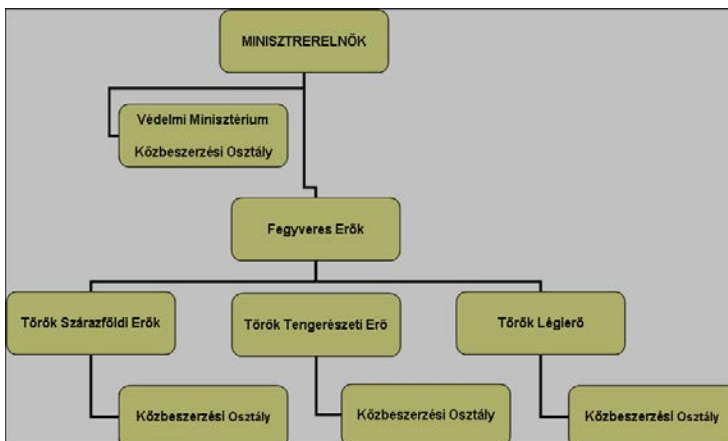 MINISZTRERELNÖK
Védelmi Minisztérium
Közbeszerzési Osztály
Fegyveres Erők
Török Szárazföldi Erők
Török Tengerészeti Erő
Török Légierő
Közbeszerzési Osztály
Közbeszerzési Osztály
Közbeszerzési Osztály